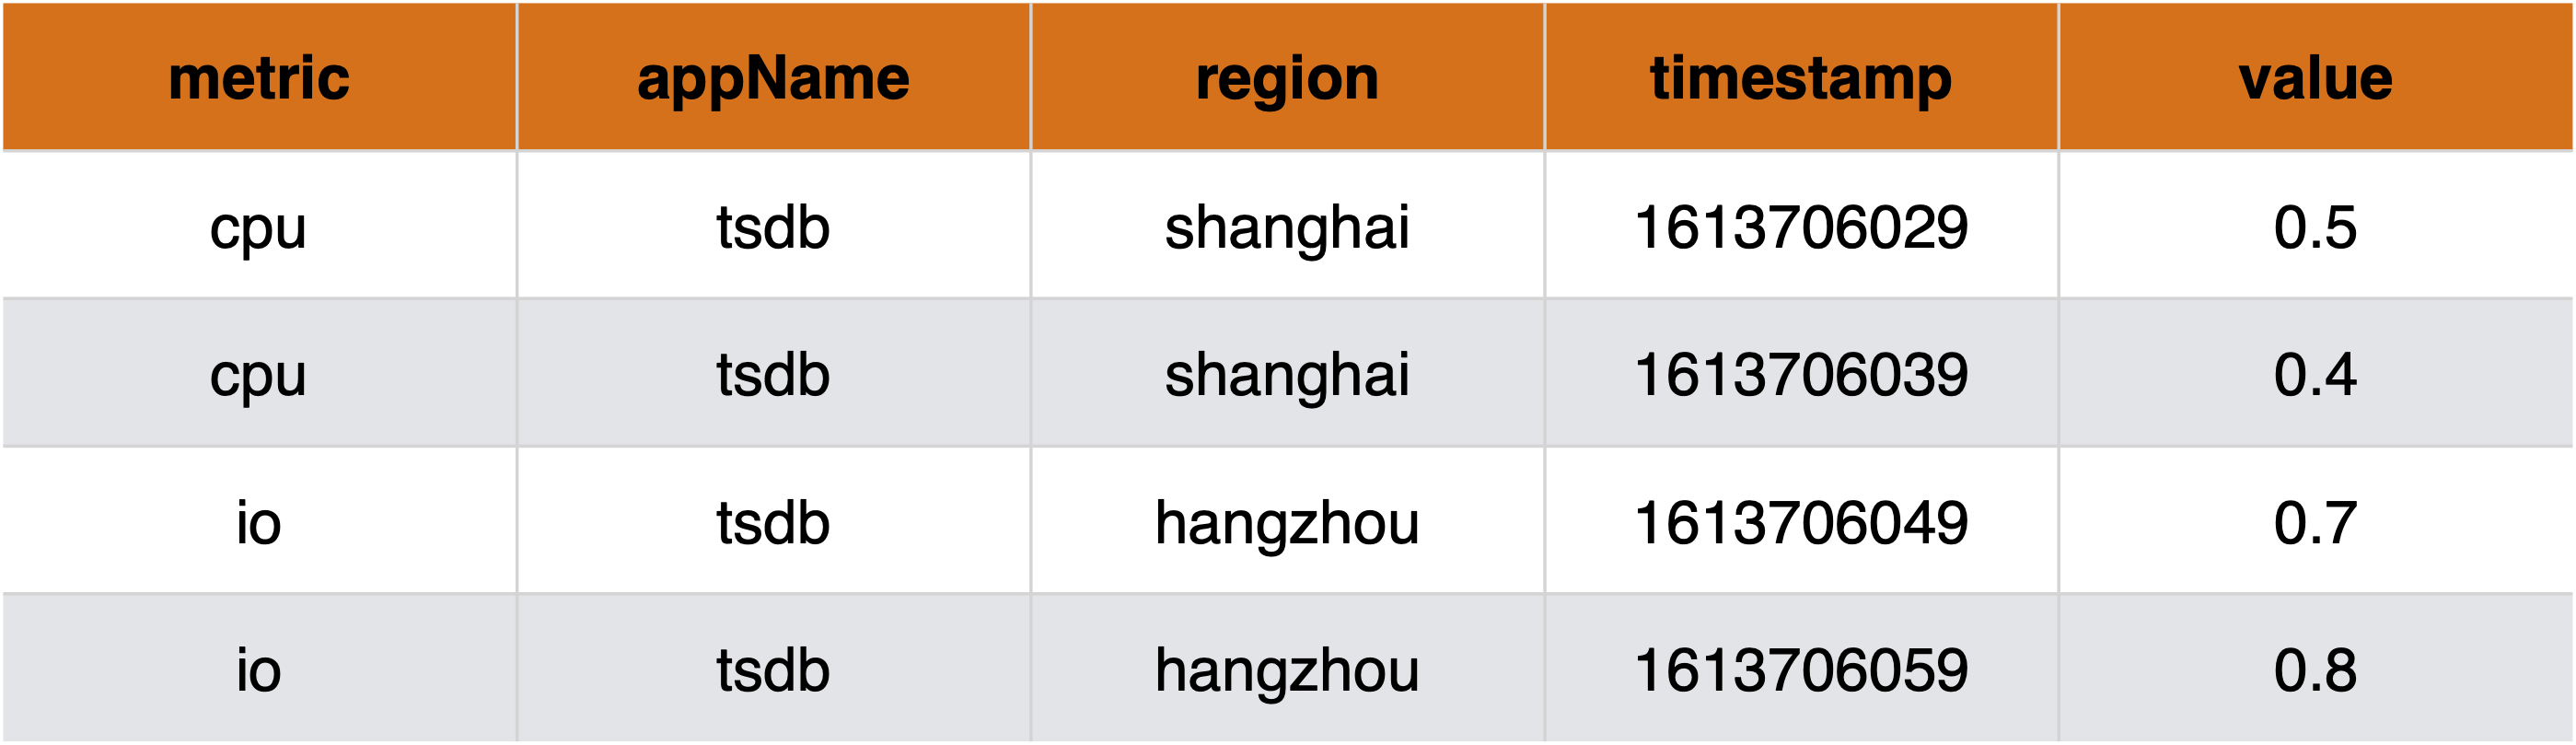 metric appName region timestamp value
cpu tsdb shanghai 1613706029 0.5
cpu tsdb shanghai 1613706039 0.4
io tsdb hangzhou 1613706049 0.7
io tsdb hangzhou 1613706059 0.8